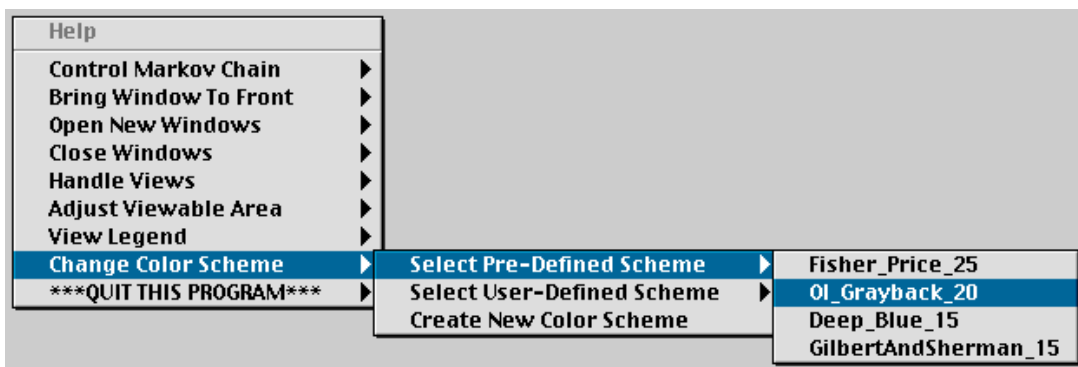 Help
Control Markov Chain
Bring Window To Front
Open New Windows
Close Windows
Handle Views
Adjust Viewable Area
View Legend
Change Color Scheme
***QUIT THIS PROGRAM***
Select Pre-Defined Scheme
Select User-Defined Scheme
Create New Color Scheme
Fisher_Price_25
Ol_Grayback_20
Deep_Blue_15
GilbertAndSherman_15